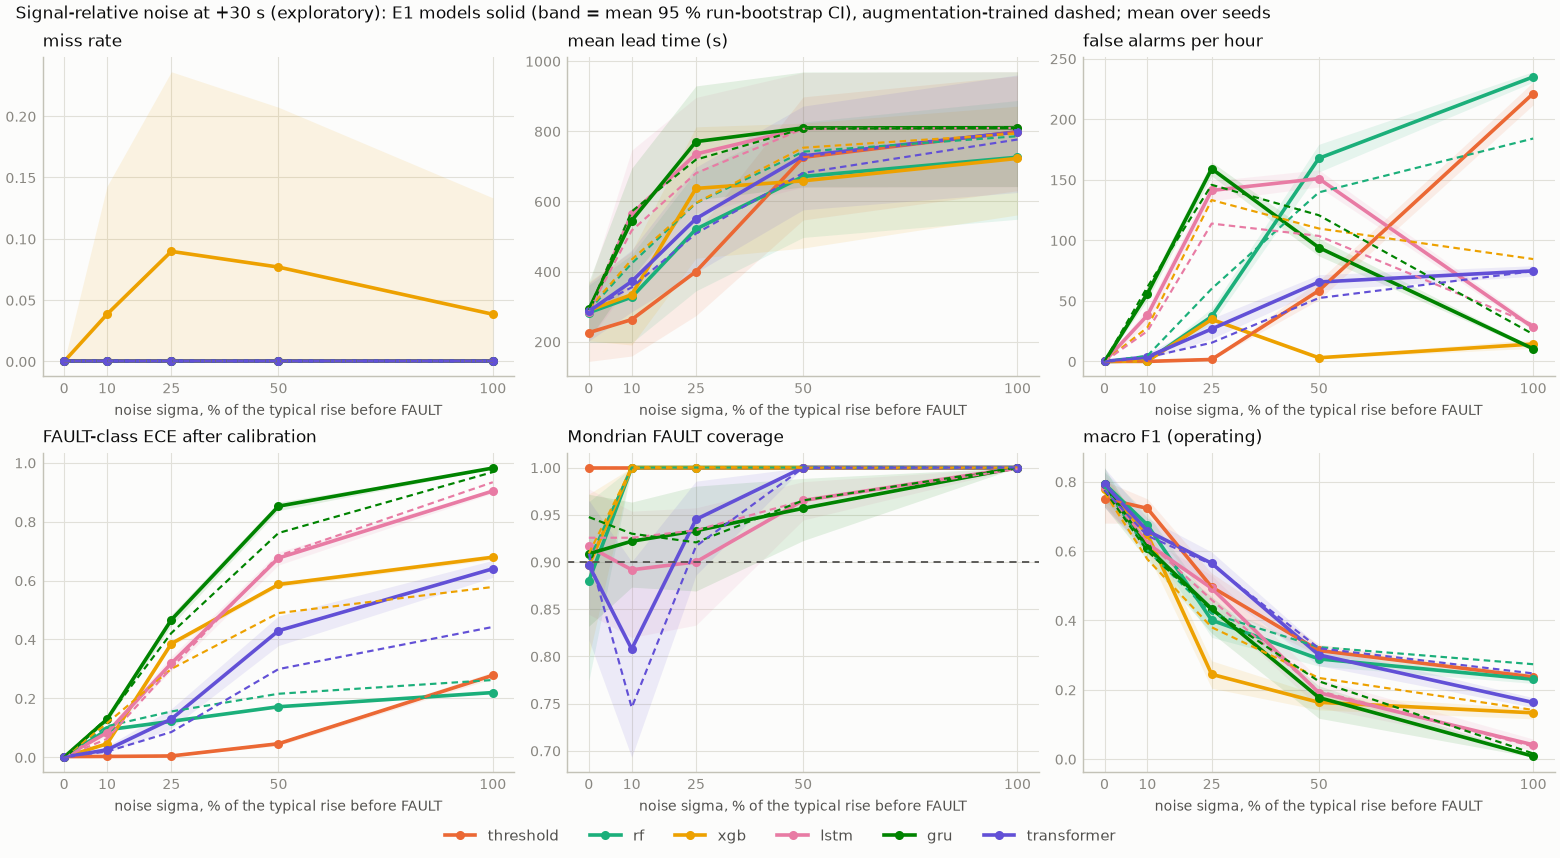 Signal-relative noise at +30 s (exploratory): E1 models solid (band = mean 95 % run-bootstrap CI), augmentation-trained dashed; mean over seeds
miss rate
0.20
0.15
0.10
0.05
0.00
0 10 25 50 100
noise sigma, % of the typical rise before FAULT
mean lead time (s)
1000
800
600
400
200
0 10 25 50 100
noise sigma, % of the typical rise before FAULT
false alarms per hour
250
200
150
100
50
0
0 10 25 50 100
noise sigma, % of the typical rise before FAULT
FAULT-class ECE after calibration
1.0
0.8
0.6
0.4
0.2
0.0
0 10 25 50 100
noise sigma, % of the typical rise before FAULT
Mondrian FAULT coverage
1.00
0.95
0.90
0.85
0.80
0.75
0.70
0 10 25 50 100
noise sigma, % of the typical rise before FAULT
macro F1 (operating)
0.8
0.6
0.4
0.2
0.0
0 10 25 50 100
noise sigma, % of the typical rise before FAULT
threshold rf xgb lstm gru transformer